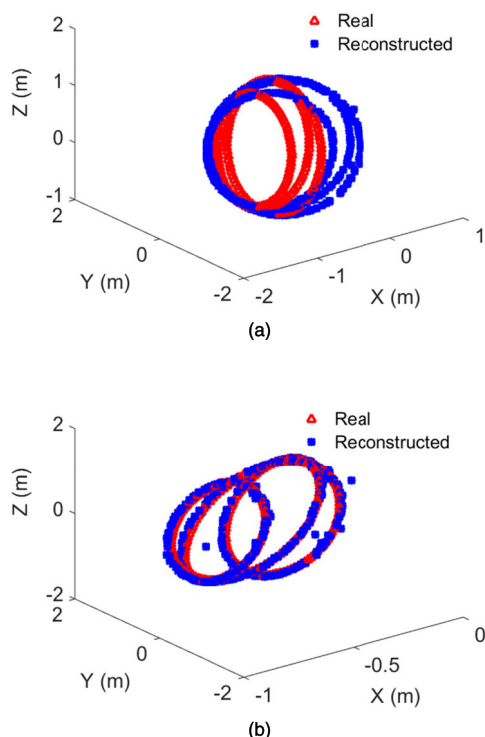 2
Real
Reconstructed
1
Z (m)
0
-1
2
1
0
0
Y (m)
-1
X (m)
-2
-2
(a)
2
Real
Reconstructed
Z (m)
0
-2
2
0
0
-0.5
Y (m)
X (m)
-2
-1
(b)